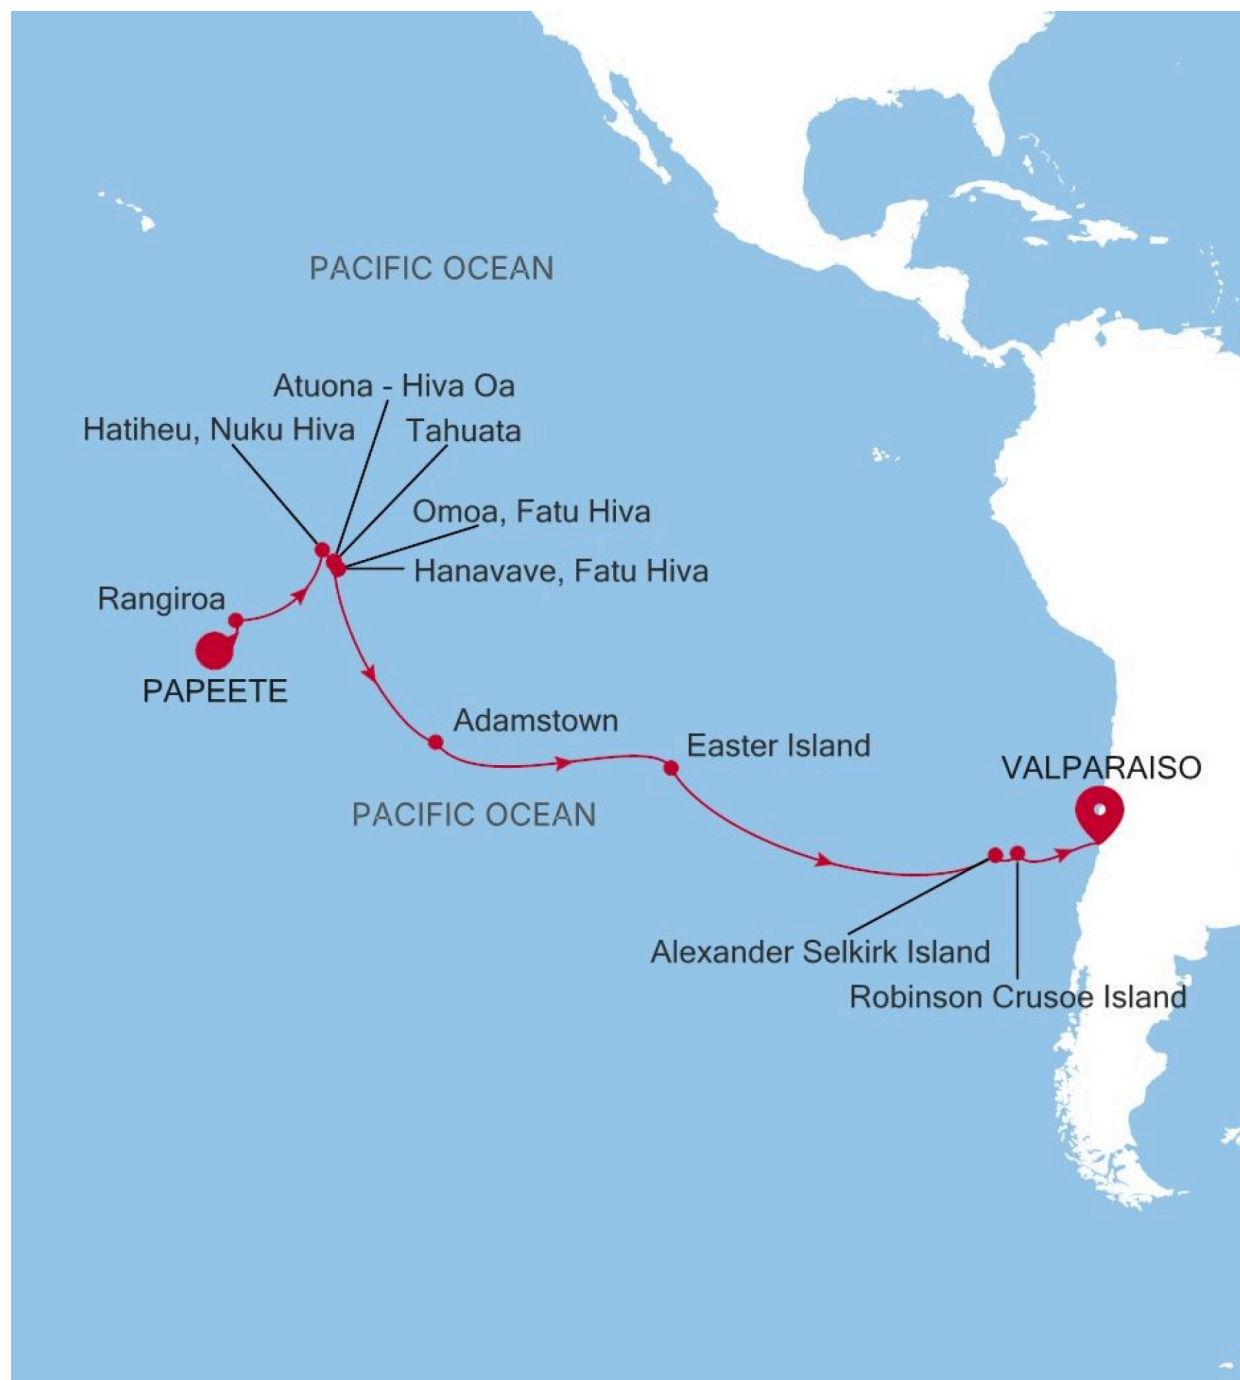 PACIFIC OCEAN
Atuona - Hiva Oa
Hatiheu, Nuku Hiva
Tahuata
Omoa, Fatu Hiva
Hanavave, Fatu Hiva
Rangiroa
PAPEETE
Adamstown
Easter Island
VALPARAISO
PACIFIC OCEAN
Alexander Selkirk Island
Robinson Crusoe Island